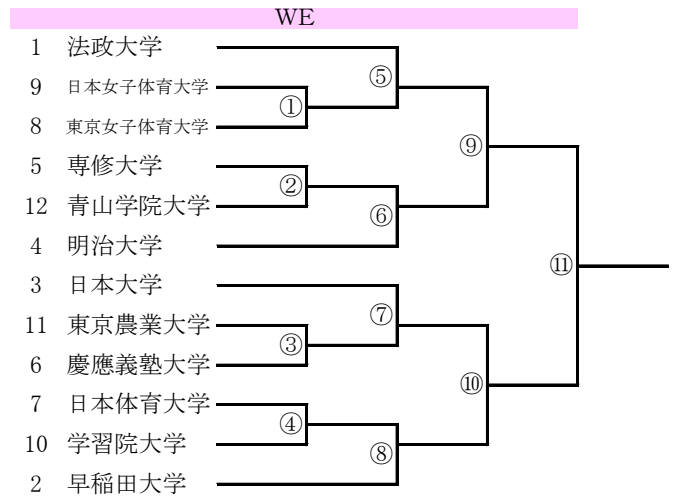 WE
1 法政大学
⑤
9 日本女子体育大学
①
8 東京女子体育大学
⑨
5 専修大学
②
12 青山学院大学
⑥
4 明治大学
⑪
3 日本大学
⑦
11 東京農業大学
③
6 慶應義塾大学
⑩
7 日本体育大学
④
10 学習院大学
⑧
2 早稲田大学